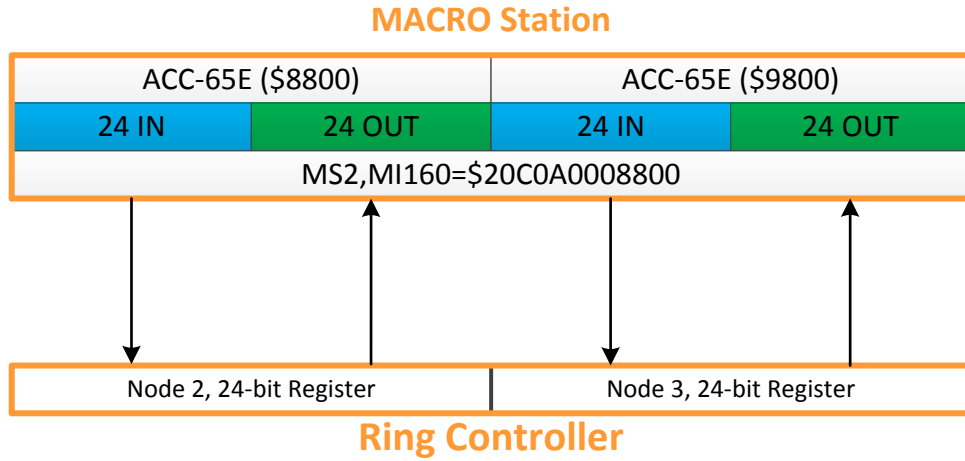 MACRO Station
ACC-65E ($8800) ACC-65E ($9800)
24 IN 24 OUT 24 IN 24 OUT
MS2,MI160=$20C0A0008800
Node 2, 24-bit Register Node 3, 24-bit Register
Ring Controller